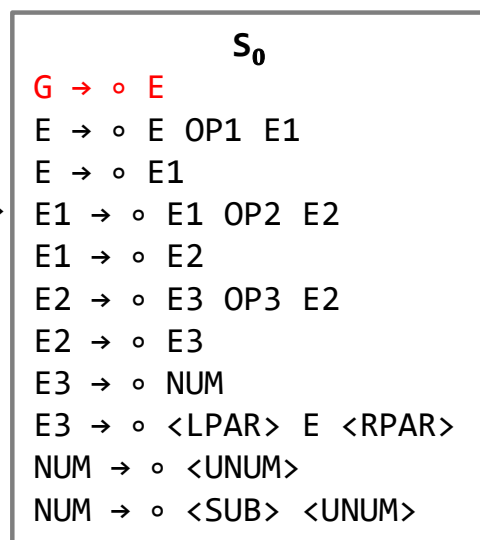 S₀
G → ∘ E
E → ∘ E OP1 E1
E → ∘ E1
E1 → ∘ E1 OP2 E2
E1 → ∘ E2
E2 → ∘ E3 OP3 E2
E2 → ∘ E3
E3 → ∘ NUM
E3 → ∘ <LPAR> E <RPAR>
NUM → ∘ <UNUM>
NUM → ∘ <SUB> <UNUM>